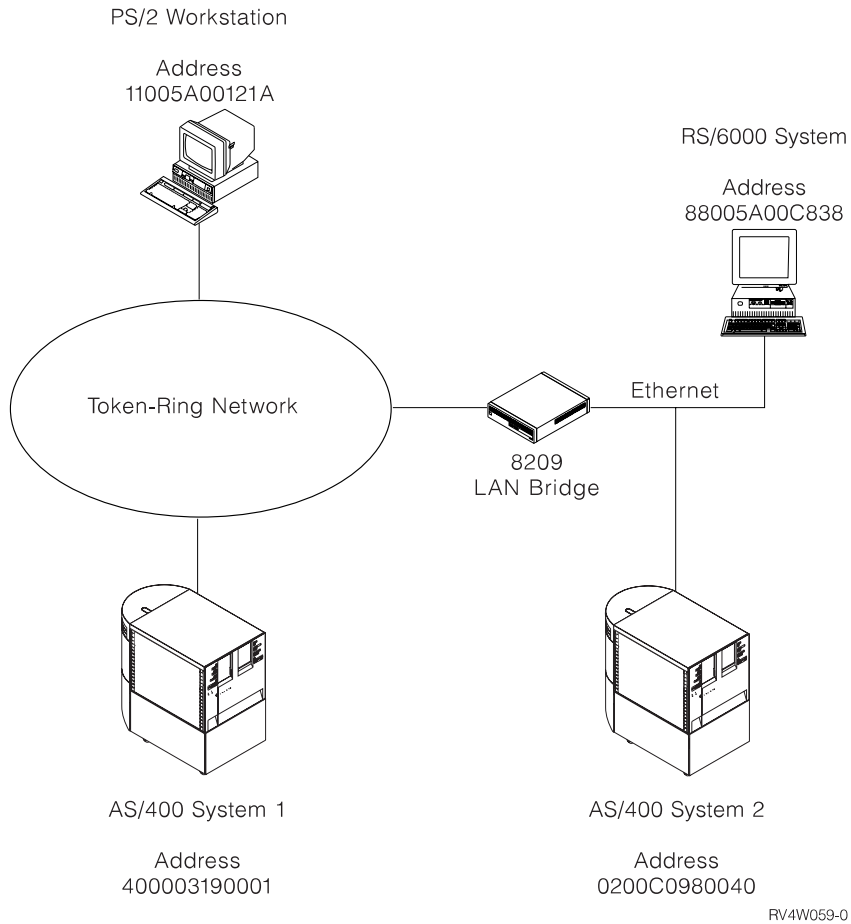 PS/2 Workstation
Address
11005A00121A
RS/6000 System
Address
88005A00C838
Token-Ring Network
Ethernet
8209
LAN Bridge
AS/400 System 1
Address
400003190001
AS/400 System 2
Address
0200C0980040
RV4W059-0